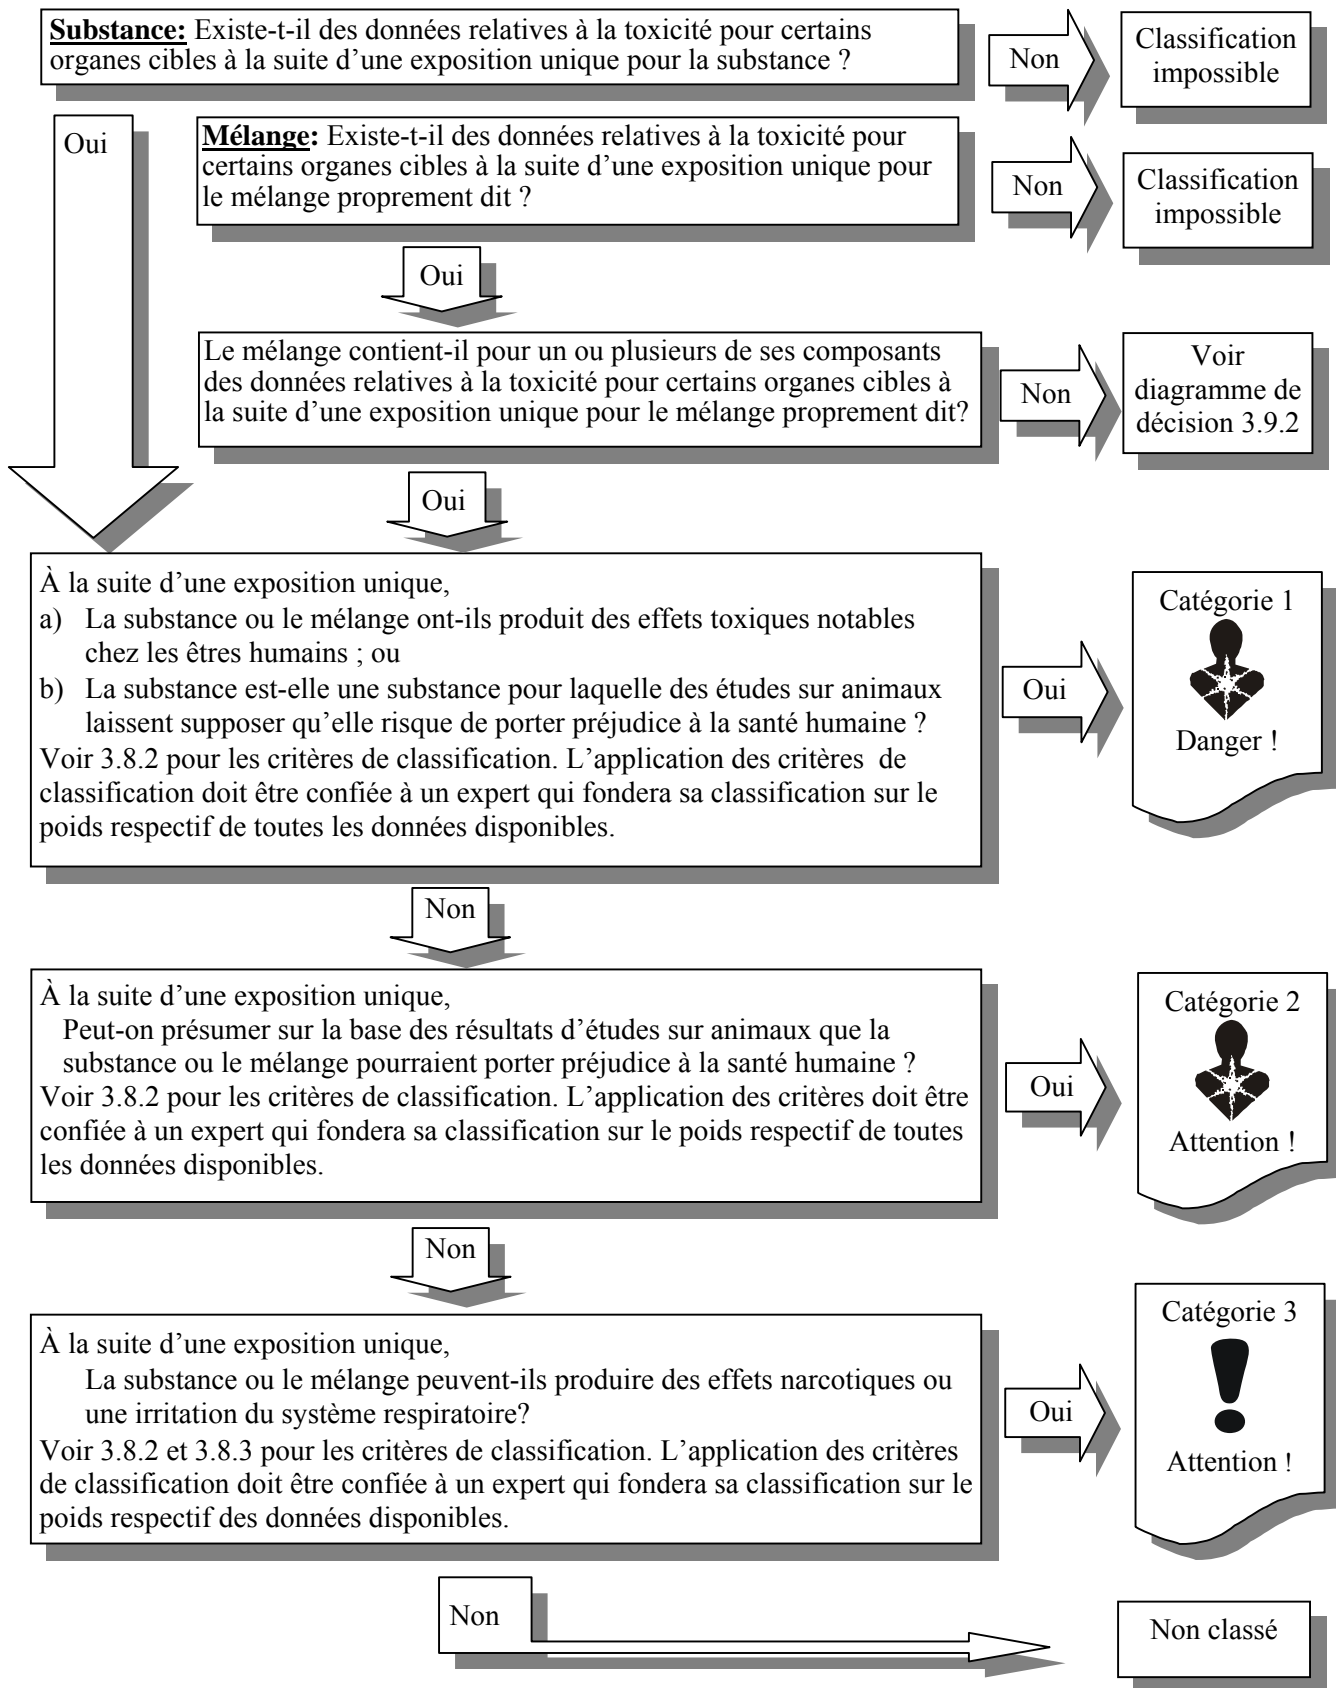 Substance: Existe-t-il des données relatives à la toxicité pour certains
organes cibles à la suite d’une exposition unique pour la substance ?
Non
Classification
impossible
Oui
Mélange: Existe-t-il des données relatives à la toxicité pour
certains organes cibles à la suite d’une exposition unique pour
le mélange proprement dit ?
Non
Classification
impossible
Oui
Le mélange contient-il pour un ou plusieurs de ses composants
des données relatives à la toxicité pour certains organes cibles à
la suite d’une exposition unique pour le mélange proprement dit?
Non
Voir
diagramme de
décision 3.9.2
Oui
À la suite d’une exposition unique,
a) La substance ou le mélange ont-ils produit des effets toxiques notables
chez les êtres humains ; ou
b) La substance est-elle une substance pour laquelle des études sur animaux
laissent supposer qu’elle risque de porter préjudice à la santé humaine ?
Voir 3.8.2 pour les critères de classification. L’application des critères de
classification doit être confiée à un expert qui fondera sa classification sur le
poids respectif de toutes les données disponibles.
Oui
Catégorie 1
Danger !
Non
À la suite d’une exposition unique,
Peut-on présumer sur la base des résultats d’études sur animaux que la
substance ou le mélange pourraient porter préjudice à la santé humaine ?
Voir 3.8.2 pour les critères de classification. L’application des critères doit être
confiée à un expert qui fondera sa classification sur le poids respectif de toutes
les données disponibles.
Oui
Catégorie 2
Attention !
Non
À la suite d’une exposition unique,
La substance ou le mélange peuvent-ils produire des effets narcotiques ou
une irritation du système respiratoire?
Voir 3.8.2 et 3.8.3 pour les critères de classification. L’application des critères
de classification doit être confiée à un expert qui fondera sa classification sur le
poids respectif des données disponibles.
Oui
Catégorie 3
Attention !
Non
Non classé